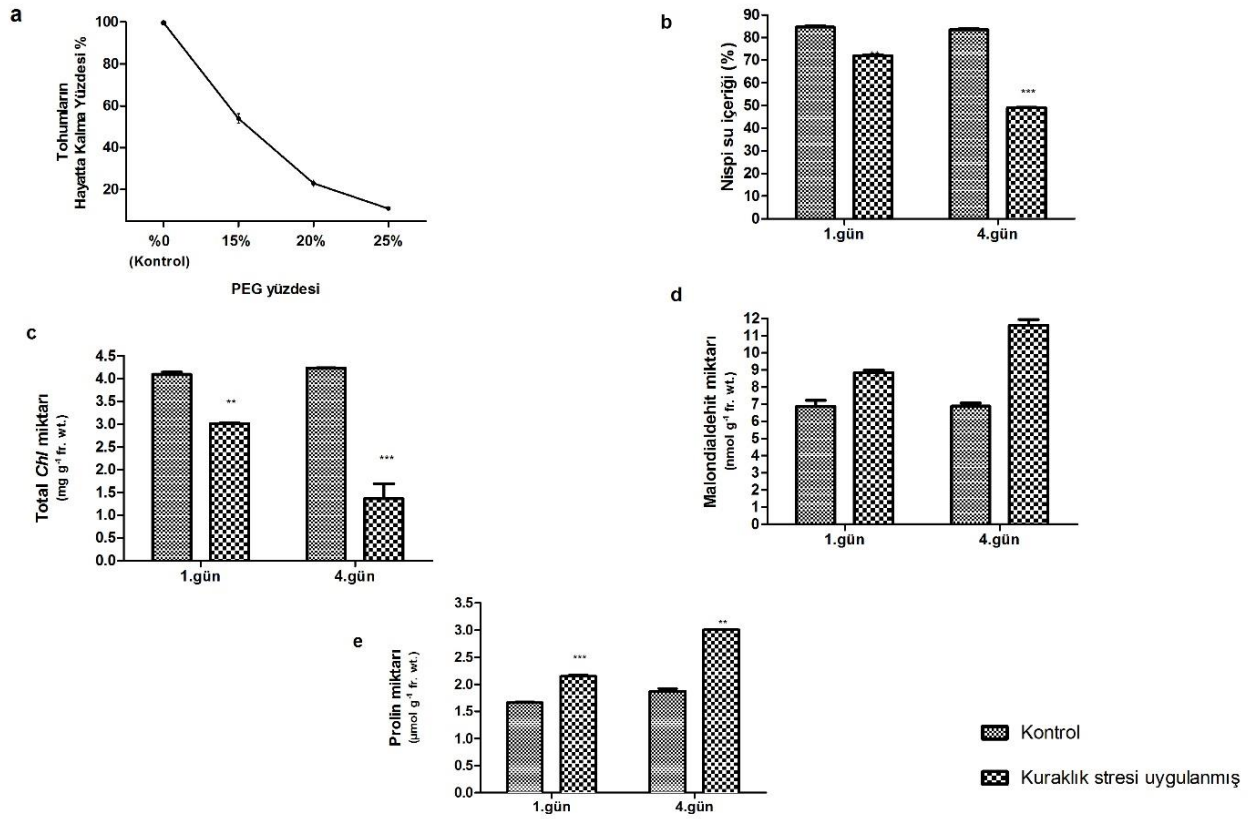 a
Tohumların
Hayatta Kalma Yüzdesi %
100
80
60
40
20
%0
(Kontrol)
15%
20%
25%
PEG yüzdesi
b
Nispi su içeriği (%)
90
80
70
60
50
40
30
20
10
0
**
***
1.gün
4.gün
c
Total Chl miktarı
(mg g-1 fr. wt.)
4.5
4.0
3.5
3.0
2.5
2.0
1.5
1.0
0.5
0.0
**
***
1.gün
4.gün
d
Malondialdehit miktarı
(nmol g-1 fr. wt.)
12
11
10
9
8
7
6
5
4
3
2
1
0
1.gün
4.gün
e
Prolin miktarı
(µmol g-1 fr. wt.)
3.5
3.0
2.5
2.0
1.5
1.0
0.5
0.0
***
**
1.gün
4.gün
Kontrol
Kuraklık stresi uygulanmış